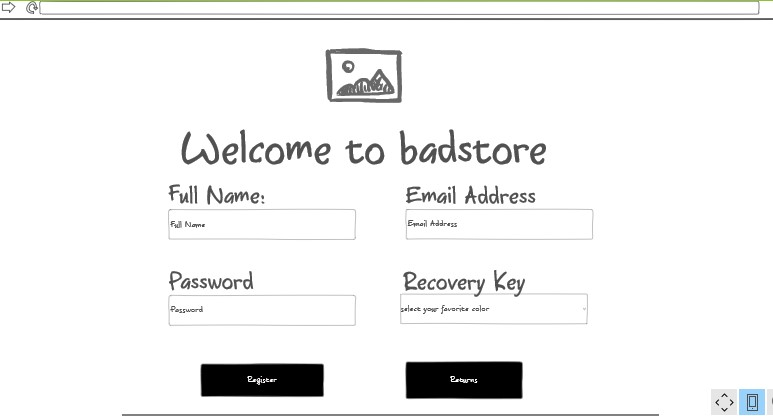 Welcome to badstore
Full Name:
Email Address
Full Name
Email Address
Password
Recovery Key
Password
select your favorite color
Register
Returns